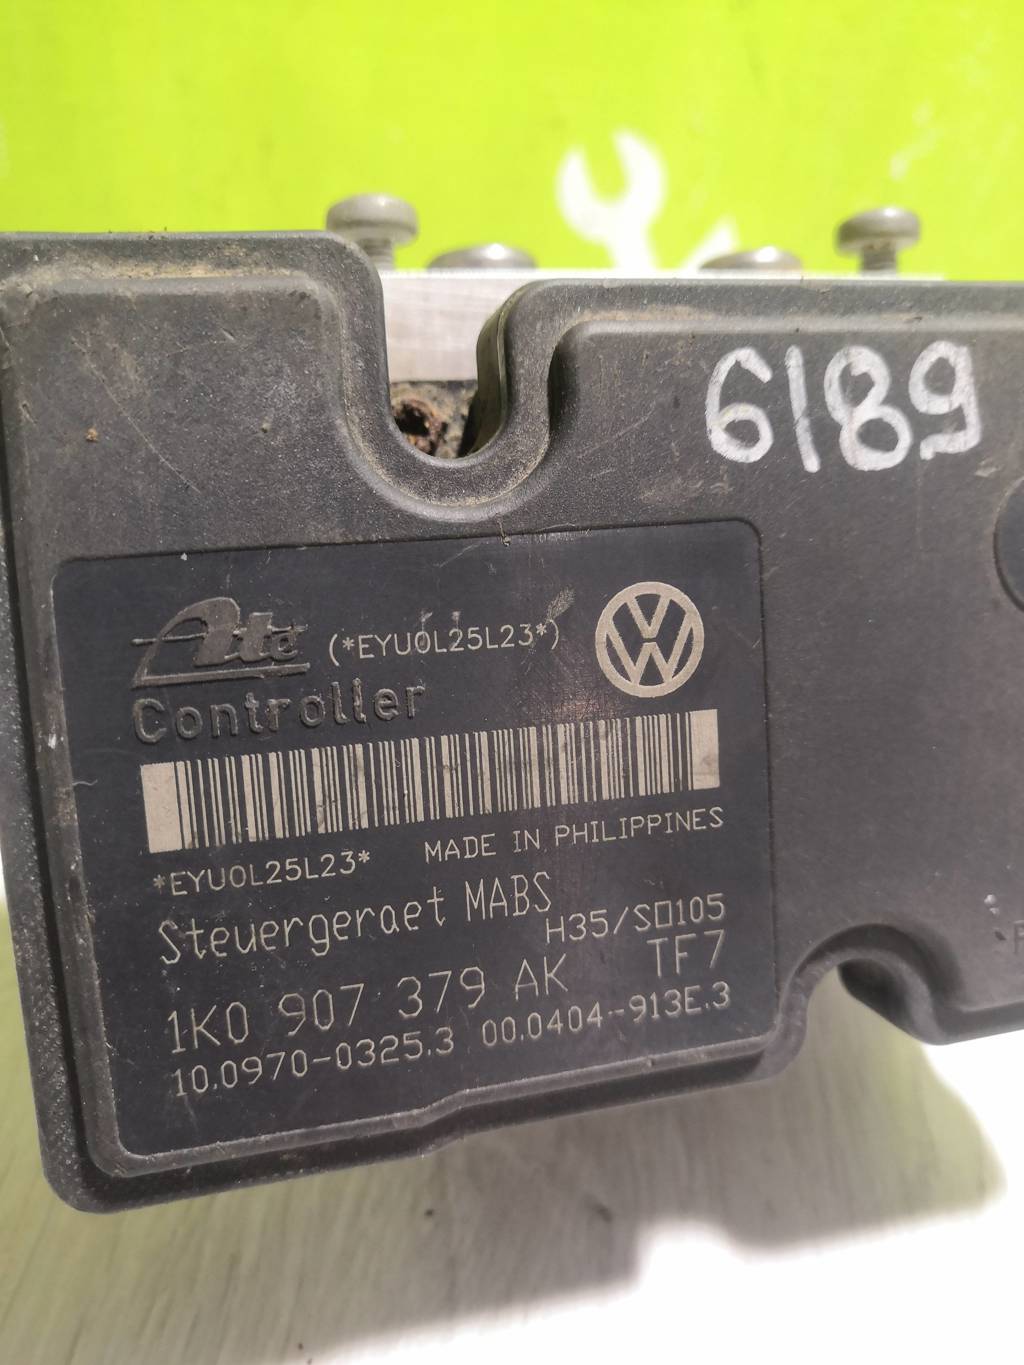 6189
Ate (*EYU0L25L23*)
Controller
*EYU0L25L23* MADE IN PHILIPPINES
Steuergeraet MABS
H35/S□105
1K0 907 379 AK TF7
10.0970-0325.3 00.0404-913E.3